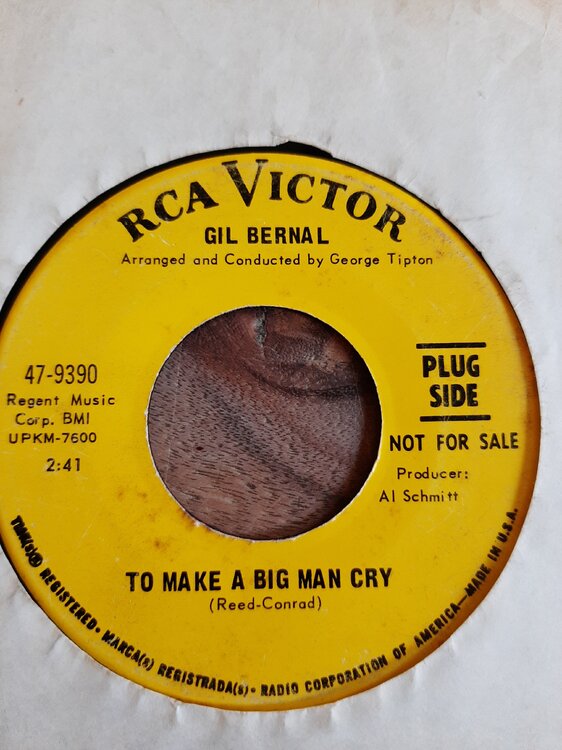 RCA VICTOR
GIL BERNAL
Arranged and Conducted by George Tipton
47-9390
Regent Music
Corp. BMI
UPKM-7600
2:41
PLUG
SIDE
NOT FOR SALE
Producer:
Al Schmitt
TO MAKE A BIG MAN CRY
(Reed-Conrad)
TMK(s)® REGISTERED • MARCA(s) REGISTRADA(s) • RADIO CORPORATION OF AMERICA—MADE IN U.S.A.